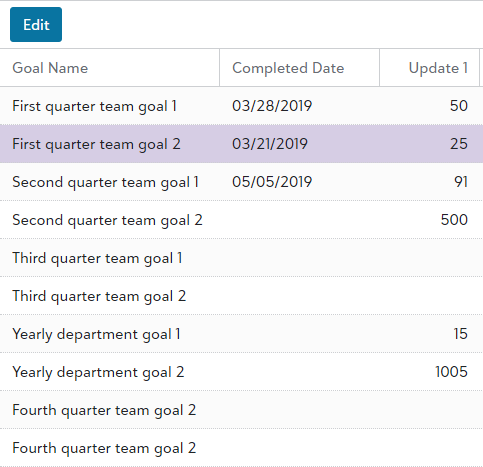 Edit
Goal Name Completed Date Update 1
First quarter team goal 1 03/28/2019 50
First quarter team goal 2 03/21/2019 25
Second quarter team goal 1 05/05/2019 91
Second quarter team goal 2 500
Third quarter team goal 1
Third quarter team goal 2
Yearly department goal 1 15
Yearly department goal 2 1005
Fourth quarter team goal 2
Fourth quarter team goal 2